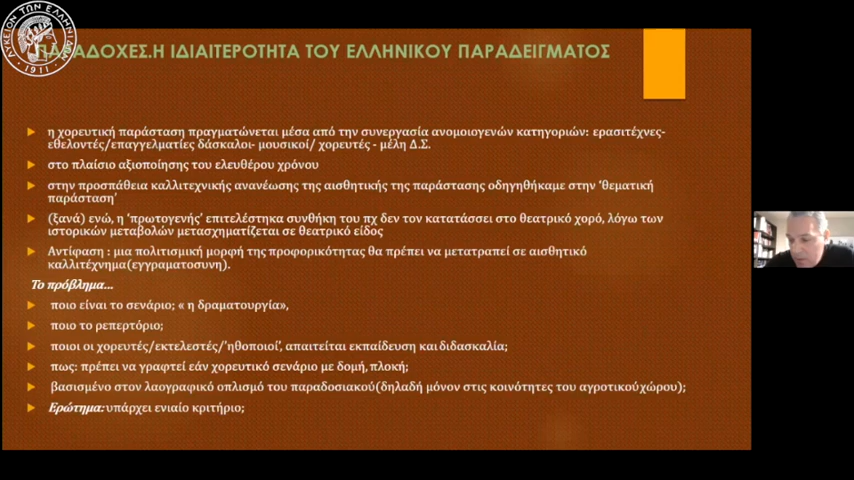 ΛΥΚΕΙΟΝ ΤΩΝ ΕΛΛΗΝΙΔΩΝ
1911
ΠΑΡΑΔΟΧΕΣ.Η ΙΔΙΑΙΤΕΡΟΤΗΤΑ ΤΟΥ ΕΛΛΗΝΙΚΟΥ ΠΑΡΑΔΕΙΓΜΑΤΟΣ
η χορευτική παράσταση πραγματώνεται μέσα από την συνεργασία ανομοιογενών κατηγοριών: ερασιτέχνες-
εθελοντές/επαγγελματίες δάσκαλοι- μουσικοί/ χορευτές - μέλη Δ.Σ.
στο πλαίσιο αξιοποίησης του ελευθέρου χρόνου
στην προσπάθεια καλλιτεχνικής ανανέωσης της αισθητικής της παράστασης οδηγηθήκαμε στην 'θεματική
παράσταση'
(ξανά) ενώ, η 'πρωτογενής' επιτελέστηκα συνθήκη του πχ δεν τον κατατάσσει στο θεατρικό χορό, λόγω των
ιστορικών μεταβολών μετασχηματίζεται σε θεατρικό είδος
Αντίφαση : μια πολιτισμική μορφή της προφορικότητας θα πρέπει να μετατραπεί σε αισθητικό
καλλιτέχνημα(εγγραματοσυνη).
Το πρόβλημα...
ποιο είναι το σενάριο; « η δραματουργία»,
ποιο το ρεπερτόριο;
ποιοι οι χορευτές/εκτελεστές/'ηθοποιοί', απαιτείται εκπαίδευση και διδασκαλία;
πως: πρέπει να γραφτεί εάν χορευτικό σενάριο με δομή, πλοκή;
βασισμένο στον λαογραφικό οπλισμό του παραδοσιακού(δηλαδή μόνον στις κοινότητες του αγροτικού χώρου);
Ερώτημα: υπάρχει ενιαίο κριτήριο;